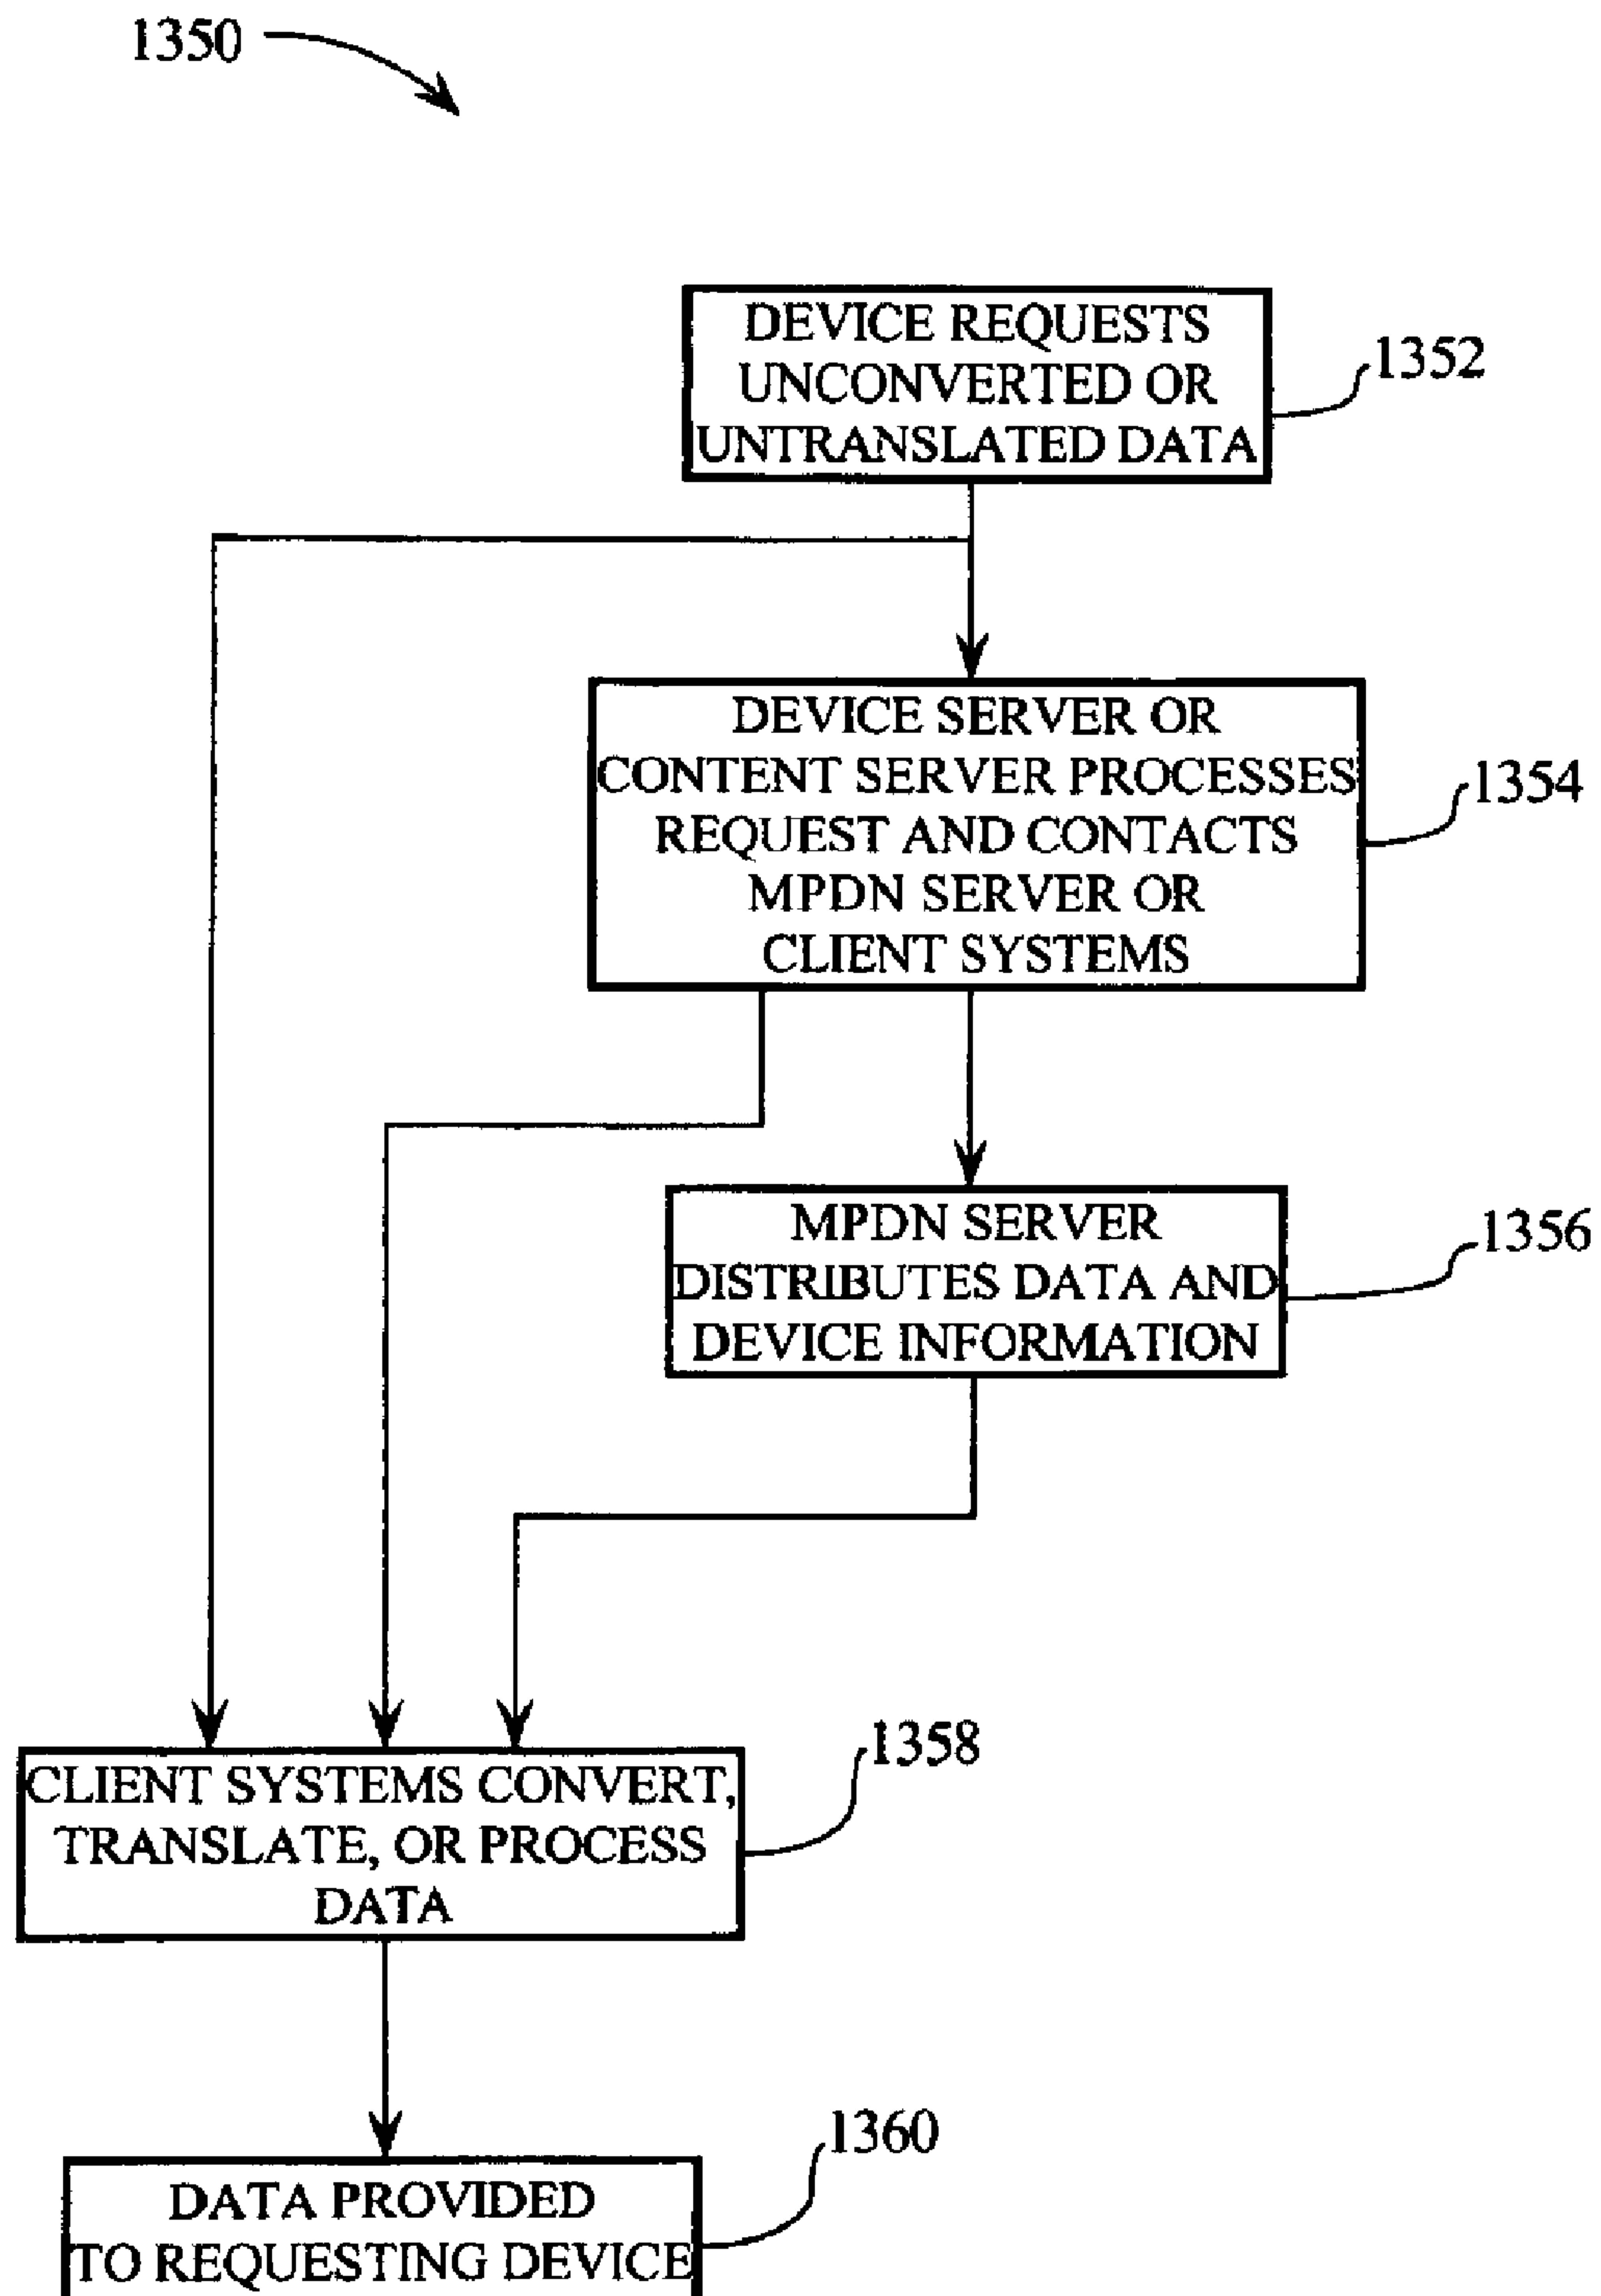 1350
DEVICE REQUESTS
UNCONVERTED OR
UNTRANSLATED DATA
1352
DEVICE SERVER OR
CONTENT SERVER PROCESSES
REQUEST AND CONTACTS
MPDN SERVER OR
CLIENT SYSTEMS
1354
MPDN SERVER
DISTRIBUTES DATA AND
DEVICE INFORMATION
1356
CLIENT SYSTEMS CONVERT,
TRANSLATE, OR PROCESS
DATA
1358
DATA PROVIDED
TO REQUESTING DEVICE
1360